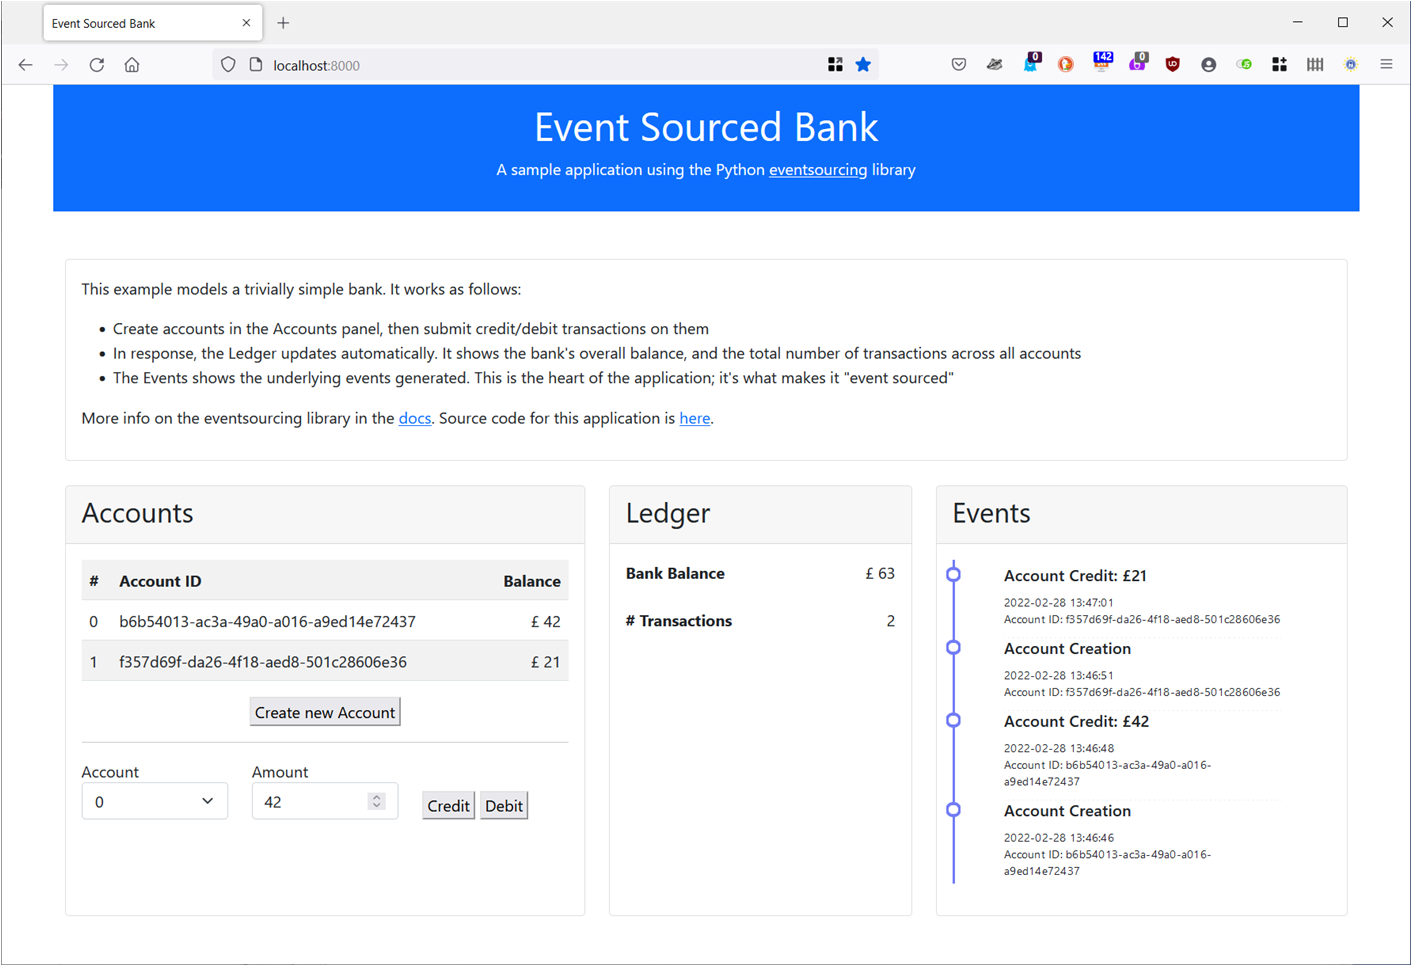 Event Sourced Bank
localhost:8000
0
142
0
Event Sourced Bank
A sample application using the Python eventsourcing library
This example models a trivially simple bank. It works as follows:
Create accounts in the Accounts panel, then submit credit/debit transactions on them
In response, the Ledger updates automatically. It shows the bank's overall balance, and the total number of transactions across all accounts
The Events shows the underlying events generated. This is the heart of the application; it's what makes it "event sourced"
More info on the eventsourcing library in the docs. Source code for this application is here.
Accounts
# Account ID Balance
0 b6b54013-ac3a-49a0-a016-a9ed14e72437 £ 42
1 f357d69f-da26-4f18-aed8-501c28606e36 £ 21
Create new Account
Account Amount
0 42 Credit Debit
Ledger
Bank Balance £ 63
# Transactions 2
Events
Account Credit: £21
2022-02-28 13:47:01
Account ID: f357d69f-da26-4f18-aed8-501c28606e36
Account Creation
2022-02-28 13:46:51
Account ID: f357d69f-da26-4f18-aed8-501c28606e36
Account Credit: £42
2022-02-28 13:46:48
Account ID: b6b54013-ac3a-49a0-a016-
a9ed14e72437
Account Creation
2022-02-28 13:46:46
Account ID: b6b54013-ac3a-49a0-a016-
a9ed14e72437